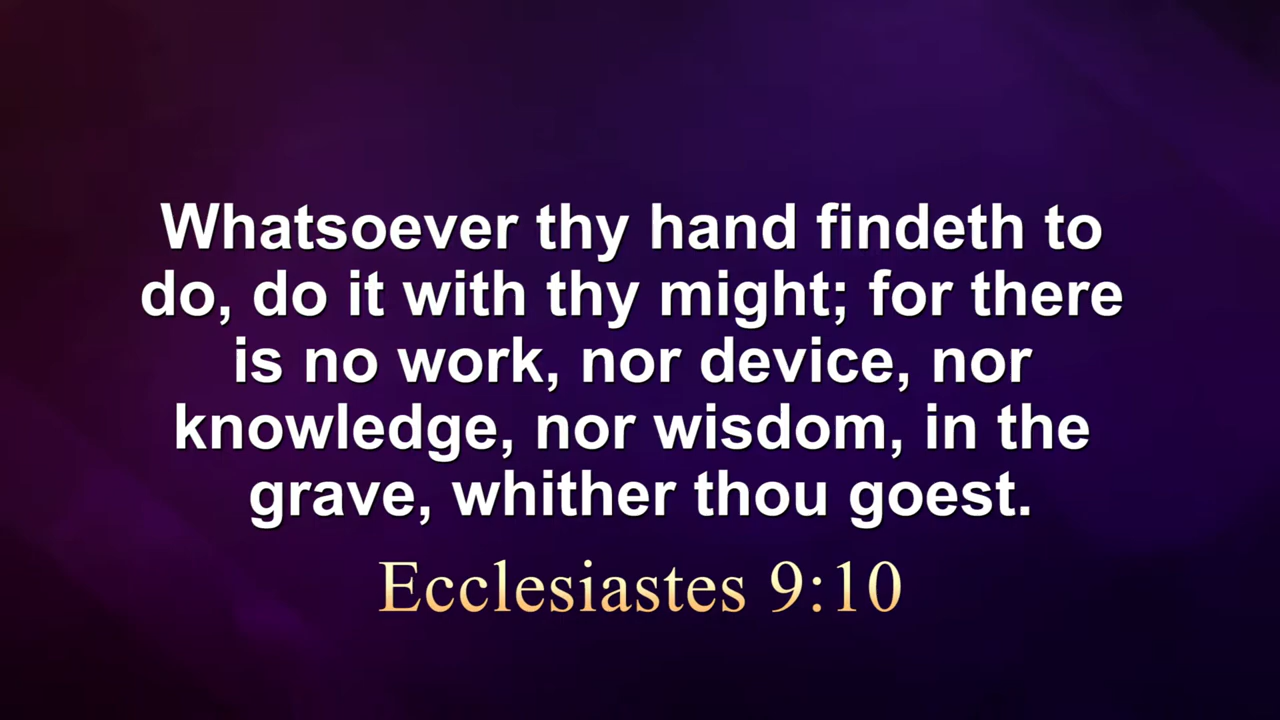 Whatsoever thy hand findeth to
do, do it with thy might; for there
is no work, nor device, nor
knowledge, nor wisdom, in the
grave, whither thou goest.
Ecclesiastes 9:10